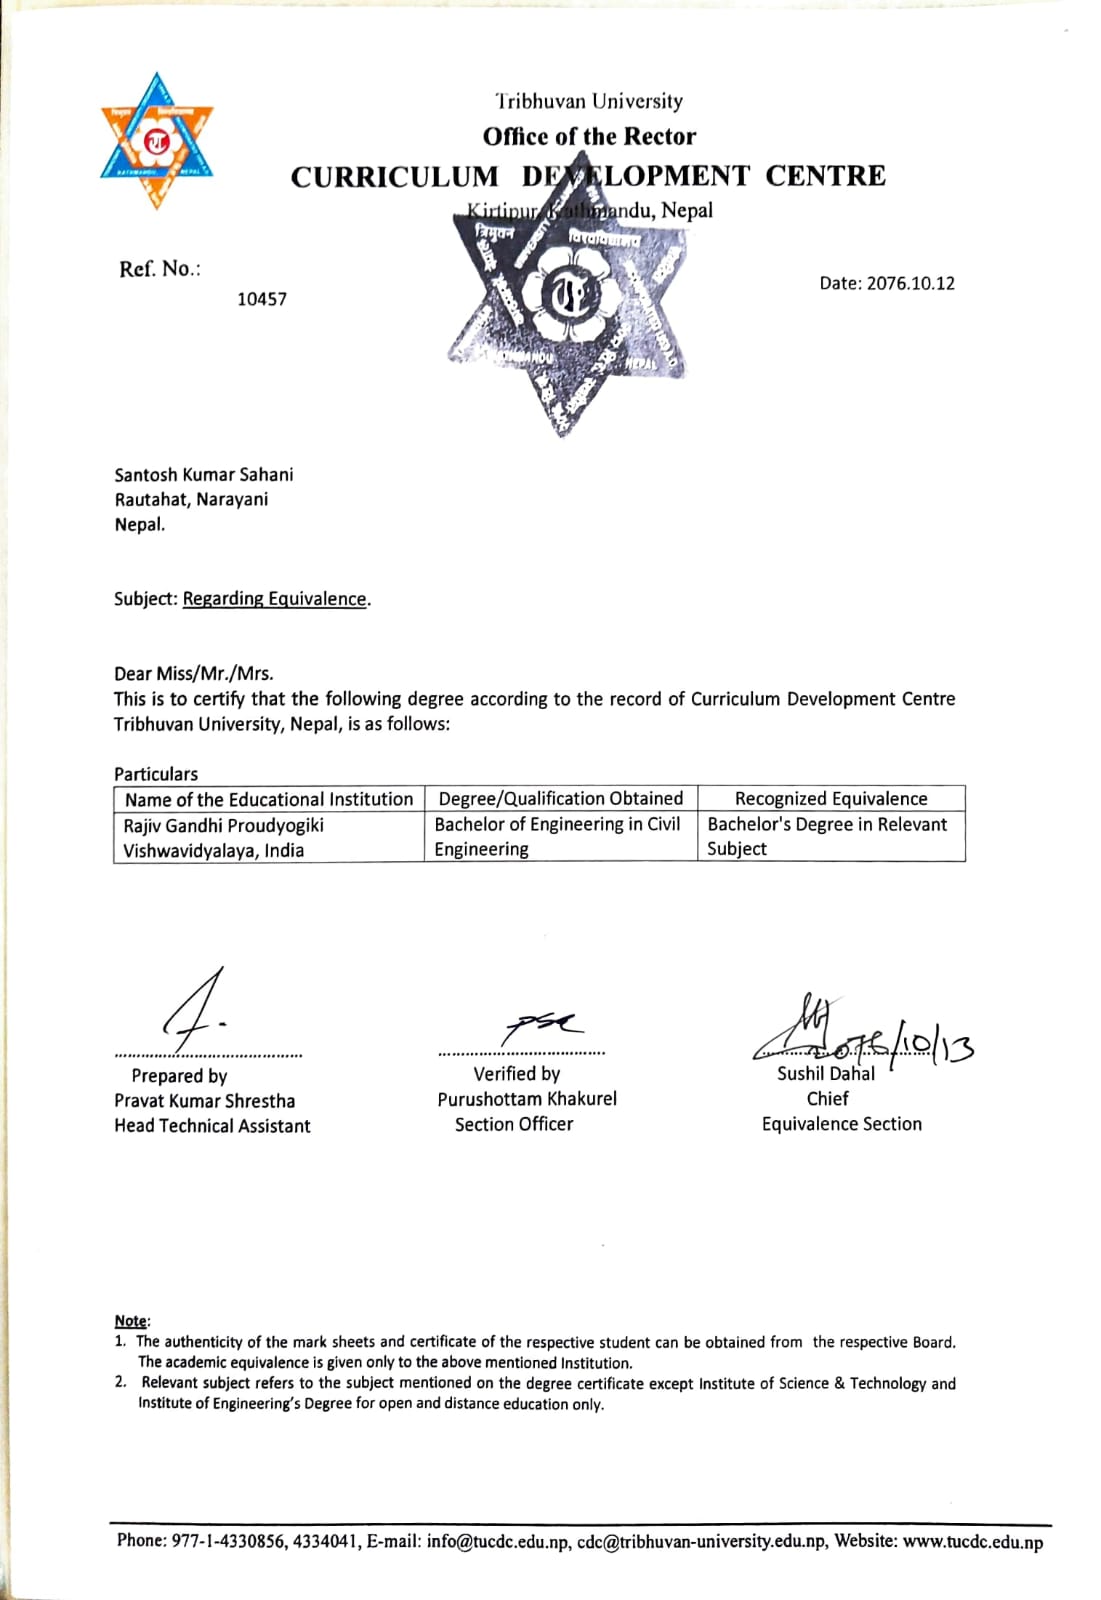 Tribhuvan University
Office of the Rector
CURRICULUM DEVELOPMENT CENTRE
Kirtipur, Kathmandu, Nepal
त्रिभुवन
विश्वविद्यालय
KATHMANDU NEPAL
Ref. No.:
10457
Date: 2076.10.12
Santosh Kumar Sahani
Rautahat, Narayani
Nepal.
Subject: Regarding Equivalence.
Dear Miss/Mr./Mrs.
This is to certify that the following degree according to the record of Curriculum Development Centre
Tribhuvan University, Nepal, is as follows:
Particulars
Name of the Educational Institution Degree/Qualification Obtained Recognized Equivalence
Rajiv Gandhi Proudyogiki Bachelor of Engineering in Civil Bachelor's Degree in Relevant
Vishwavidyalaya, India Engineering Subject
2076/10/13
Prepared by Verified by Sushil Dahal
Pravat Kumar Shrestha Purushottam Khakurel Chief
Head Technical Assistant Section Officer Equivalence Section
Note:
1. The authenticity of the mark sheets and certificate of the respective student can be obtained from the respective Board.
The academic equivalence is given only to the above mentioned Institution.
2. Relevant subject refers to the subject mentioned on the degree certificate except Institute of Science & Technology and
Institute of Engineering's Degree for open and distance education only.
Phone: 977-1-4330856, 4334041, E-mail: info@tucdc.edu.np, cdc@tribhuvan-university.edu.np, Website: www.tucdc.edu.np